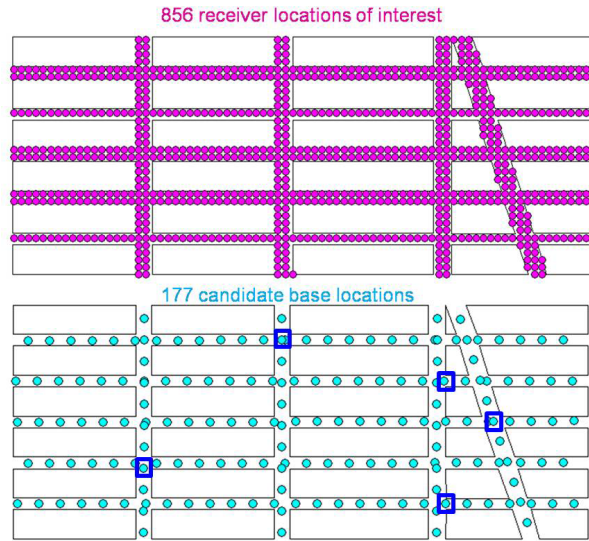 856 receiver locations of interest
177 candidate base locations